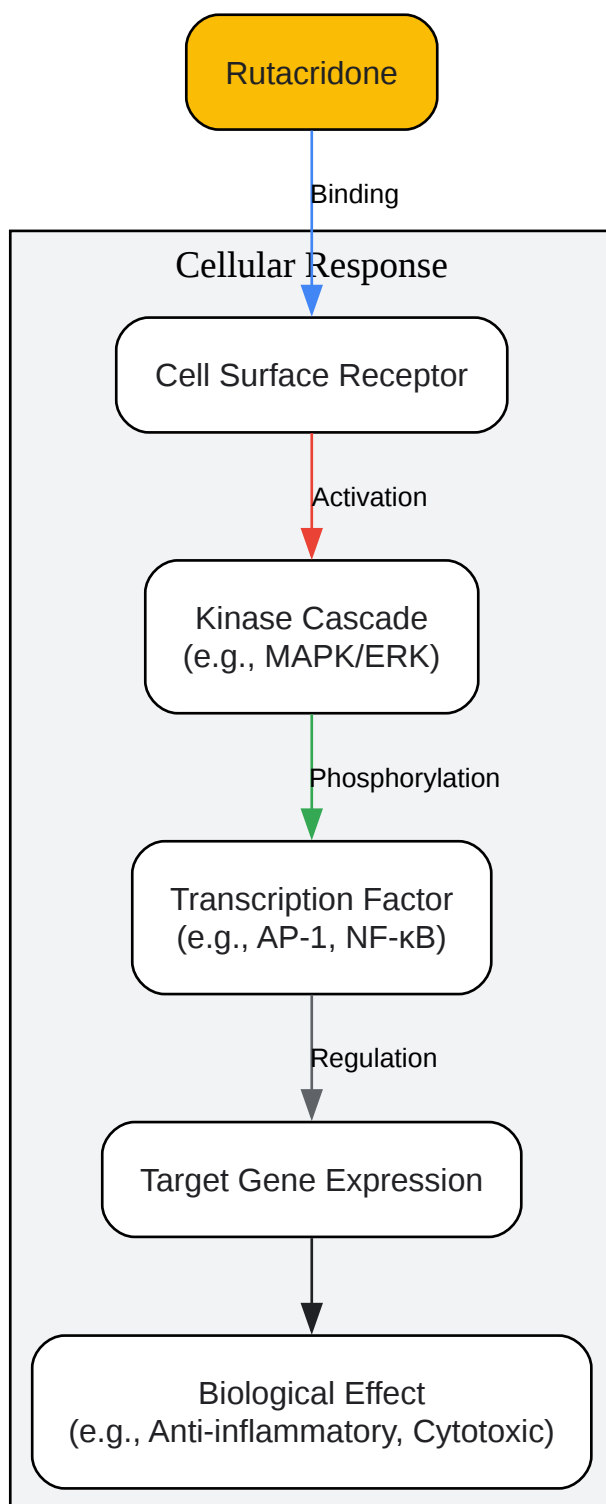 Rutacridone
Binding
Cellular Response
Cell Surface Receptor
Activation
Kinase Cascade
(e.g., MAPK/ERK)
Phosphorylation
Transcription Factor
(e.g., AP-1, NF-κB)
Regulation
Target Gene Expression
Biological Effect
(e.g., Anti-inflammatory, Cytotoxic)